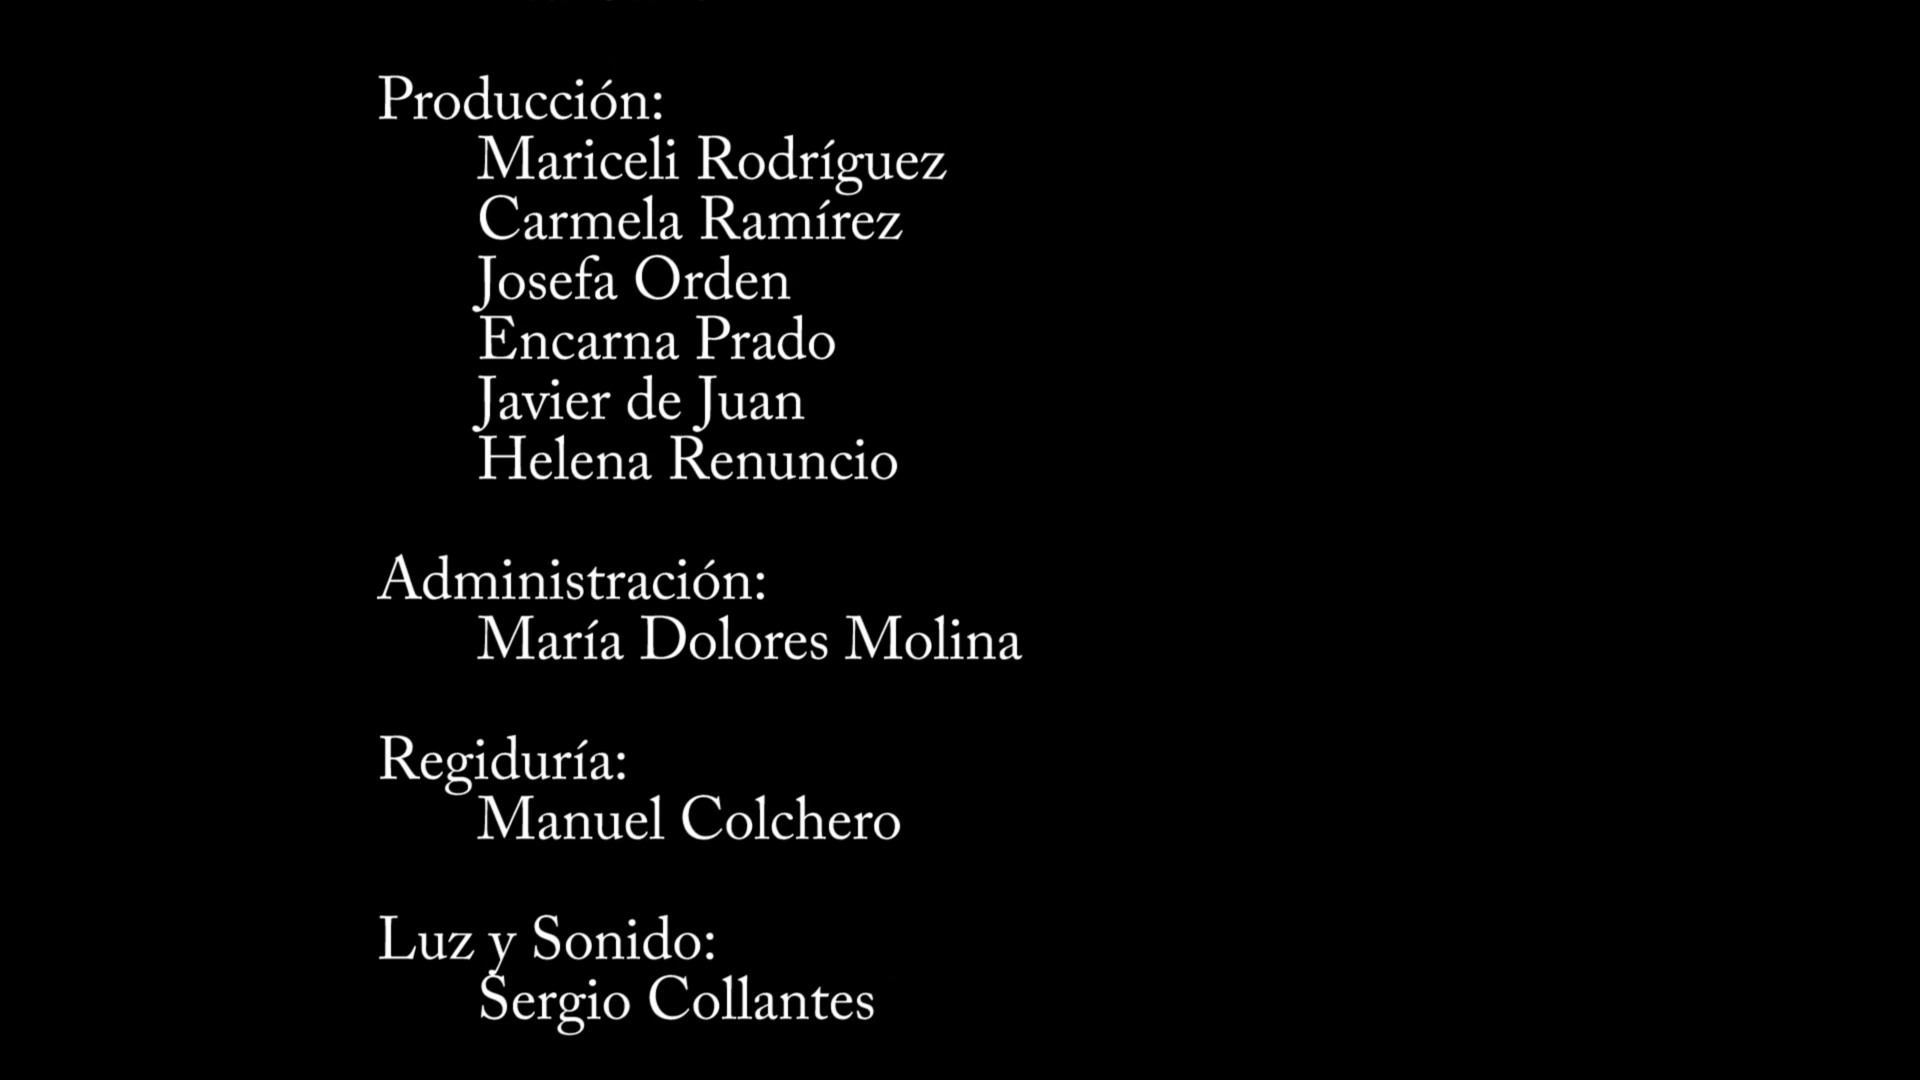 Producción:
Mariceli Rodríguez
Carmela Ramírez
Josefa Orden
Encarna Prado
Javier de Juan
Helena Renuncio
Administración:
María Dolores Molina
Regiduría:
Manuel Colchero
Luz y Sonido:
Sergio Collantes